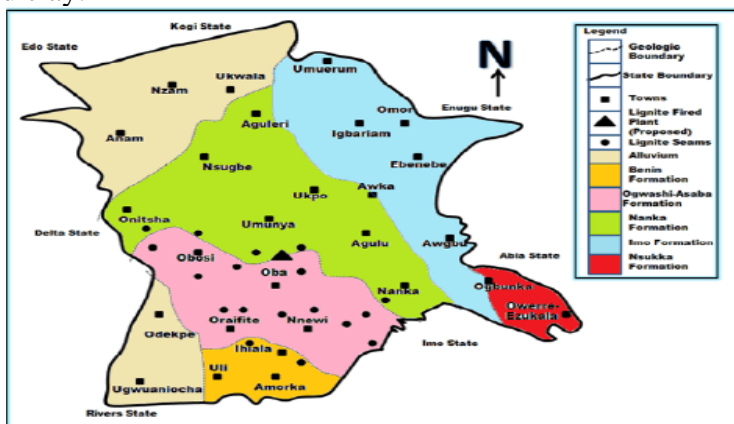 Kogi State
Edo State
Umuerum
N
Nzam
Ukwala
Omor
Enugu State
Aguleri
Igbariam
Anam
Ebenebe
Nsugbe
Ukpo
Awka
Onitsha
Umunya
Delta State
Agulu
Awguu
Abia State
Obosi
Oba
Nanka
Ogbunka
Owerre-
Ezukala
Odekpe
Oraifite
Nnewi
Imo State
Ihiala
Uli
Ugwuaniocha
Amorka
Rivers State
Legend
Geologic
Boundary
State Boundary
Towns
Lignite Fired
Plant
(Proposed)
Lignite Seams
Alluvium
Benin
Formation
Ogwashi-Asaba
Formation
Nanka
Formation
Imo Formation
Nsukka
Formation